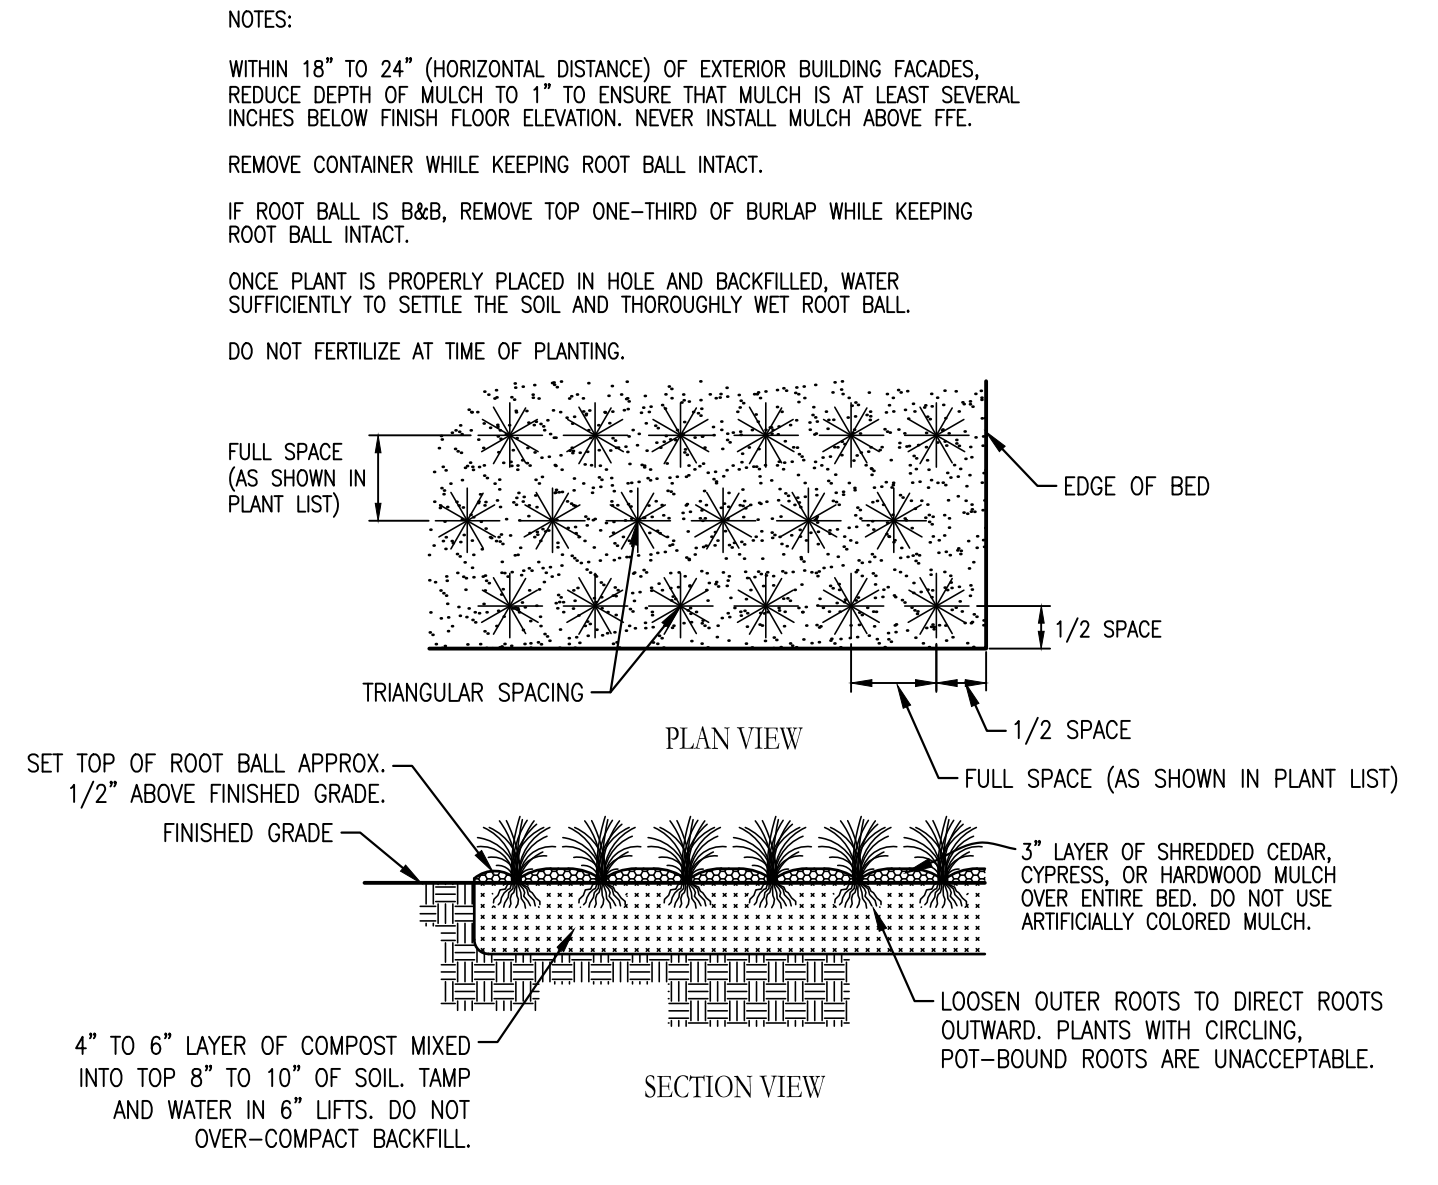 NOTES:
WITHIN 18” TO 24” (HORIZONTAL DISTANCE) OF EXTERIOR BUILDING FACADES,
REDUCE DEPTH OF MULCH TO 1” TO ENSURE THAT MULCH IS AT LEAST SEVERAL
INCHES BELOW FINISH FLOOR ELEVATION. NEVER INSTALL MULCH ABOVE FFE.
REMOVE CONTAINER WHILE KEEPING ROOT BALL INTACT.
IF ROOT BALL IS B&B, REMOVE TOP ONE-THIRD OF BURLAP WHILE KEEPING
ROOT BALL INTACT.
ONCE PLANT IS PROPERLY PLACED IN HOLE AND BACKFILLED, WATER
SUFFICIENTLY TO SETTLE THE SOIL AND THOROUGHLY WET ROOT BALL.
DO NOT FERTILIZE AT TIME OF PLANTING.
FULL SPACE
(AS SHOWN IN
PLANT LIST)
EDGE OF BED
1/2 SPACE
TRIANGULAR SPACING
1/2 SPACE
PLAN VIEW
FULL SPACE (AS SHOWN IN PLANT LIST)
SET TOP OF ROOT BALL APPROX.
1/2” ABOVE FINISHED GRADE.
FINISHED GRADE
3” LAYER OF SHREDDED CEDAR,
CYPRESS, OR HARDWOOD MULCH
OVER ENTIRE BED. DO NOT USE
ARTIFICIALLY COLORED MULCH.
LOOSEN OUTER ROOTS TO DIRECT ROOTS
OUTWARD. PLANTS WITH CIRCLING,
POT-BOUND ROOTS ARE UNACCEPTABLE.
4” TO 6” LAYER OF COMPOST MIXED
INTO TOP 8” TO 10” OF SOIL. TAMP
AND WATER IN 6” LIFTS. DO NOT
OVER-COMPACT BACKFILL.
SECTION VIEW